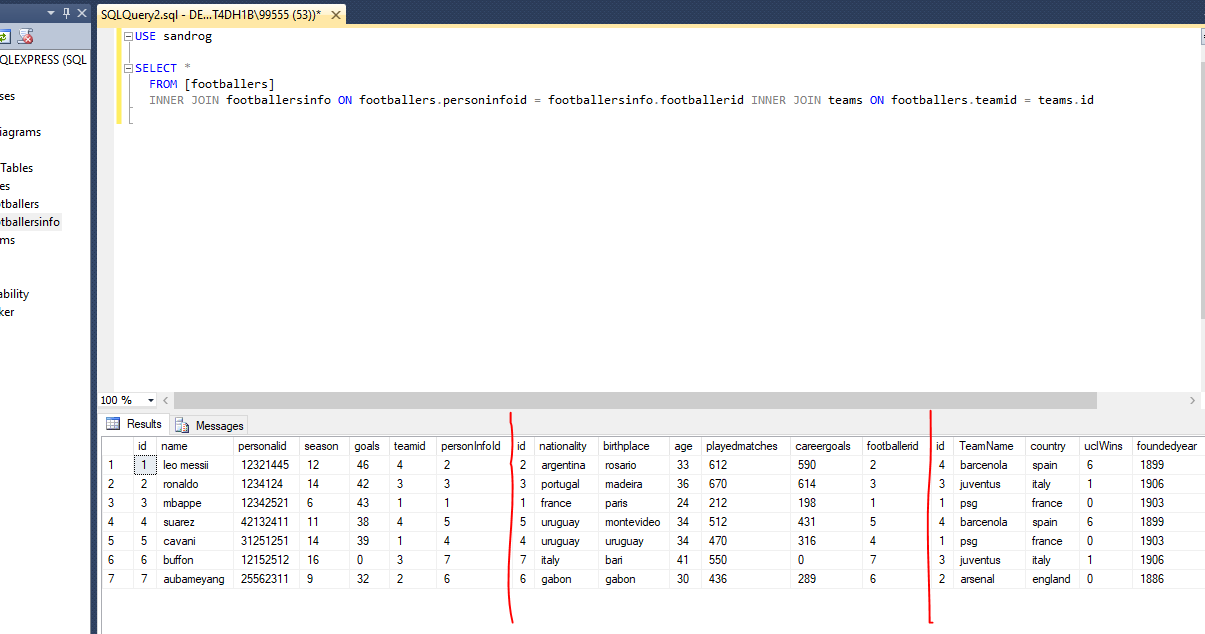 SQLQuery2.sql - DE...T4DH1B\99555 (53))*
QLEXPRESS (SQL
ses
iagrams
Tables
es
otballers
otballersinfo
ms
ability
ker
USE sandrog
SELECT *
FROM [footballers]
INNER JOIN footballersinfo ON footballers.personinfoid = footballersinfo.footballerid INNER JOIN teams ON footballers.teamid = teams.id
100 %
Results Messages
id name personalid season goals teamid personInfoId id nationality birthplace age playedmatches careergoals footballerid id TeamName country uclWins foundedyear
1 1 leo messii 12321445 12 46 4 2 2 argentina rosario 33 612 590 2 4 barcenola spain 6 1899
2 2 ronaldo 1234124 14 42 3 3 3 portugal madeira 36 670 614 3 3 juventus italy 1 1906
3 3 mbappe 12342521 6 43 1 1 1 france paris 24 212 198 1 1 psg france 0 1903
4 4 suarez 42132411 11 38 4 5 5 uruguay montevideo 34 512 431 5 4 barcenola spain 6 1899
5 5 cavani 31251251 14 39 1 4 4 uruguay uruguay 34 470 316 4 1 psg france 0 1903
6 6 buffon 12152512 16 0 3 7 7 italy bari 41 550 0 7 3 juventus italy 1 1906
7 7 aubameyang 25562311 9 32 2 6 6 gabon gabon 30 436 289 6 2 arsenal england 0 1886